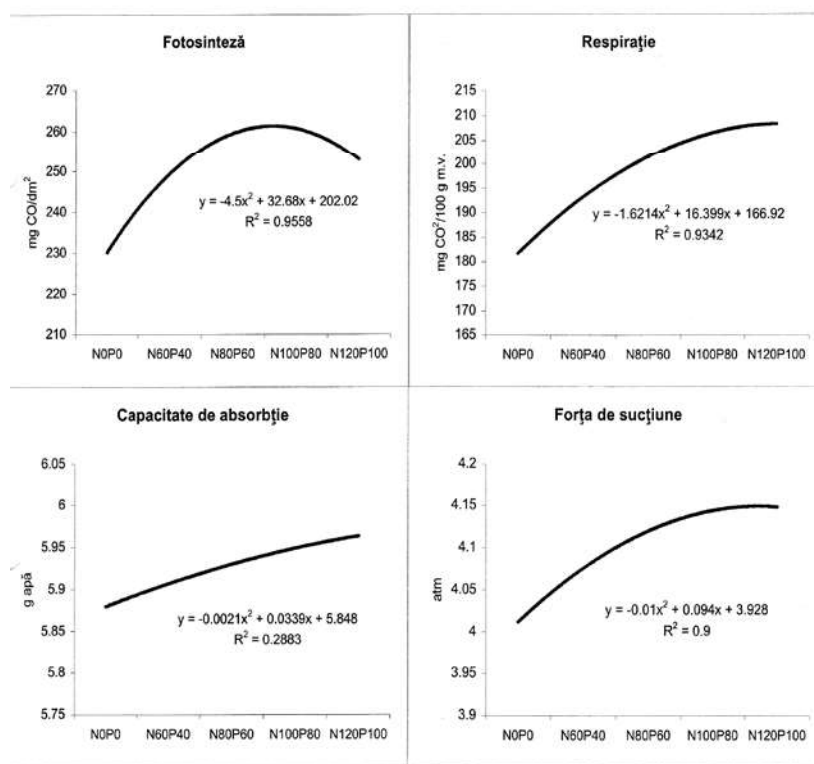 Fotosinteză
270
260
250
240
230
220
210
mg CO/dm²
y = -4.5x² + 32.68x + 202.02
R² = 0.9558
N0P0 N60P40 N80P60 N100P80 N120P100
Respirație
215
210
205
200
195
190
185
180
175
170
165
mg CO²/100 g m.v.
y = -1.6214x² + 16.399x + 166.92
R² = 0.9342
N0P0 N60P40 N80P60 N100P80 N120P100
Capacitate de absorbție
6.05
6
5.95
5.9
5.85
5.8
5.75
g apă
y = -0.0021x² + 0.0339x + 5.848
R² = 0.2883
N0P0 N60P40 N80P60 N100P80 N120P100
Forța de sucțiune
4.2
4.15
4.1
4.05
4
3.95
3.9
atm
y = -0.01x² + 0.094x + 3.928
R² = 0.9
N0P0 N60P40 N80P60 N100P80 N120P100